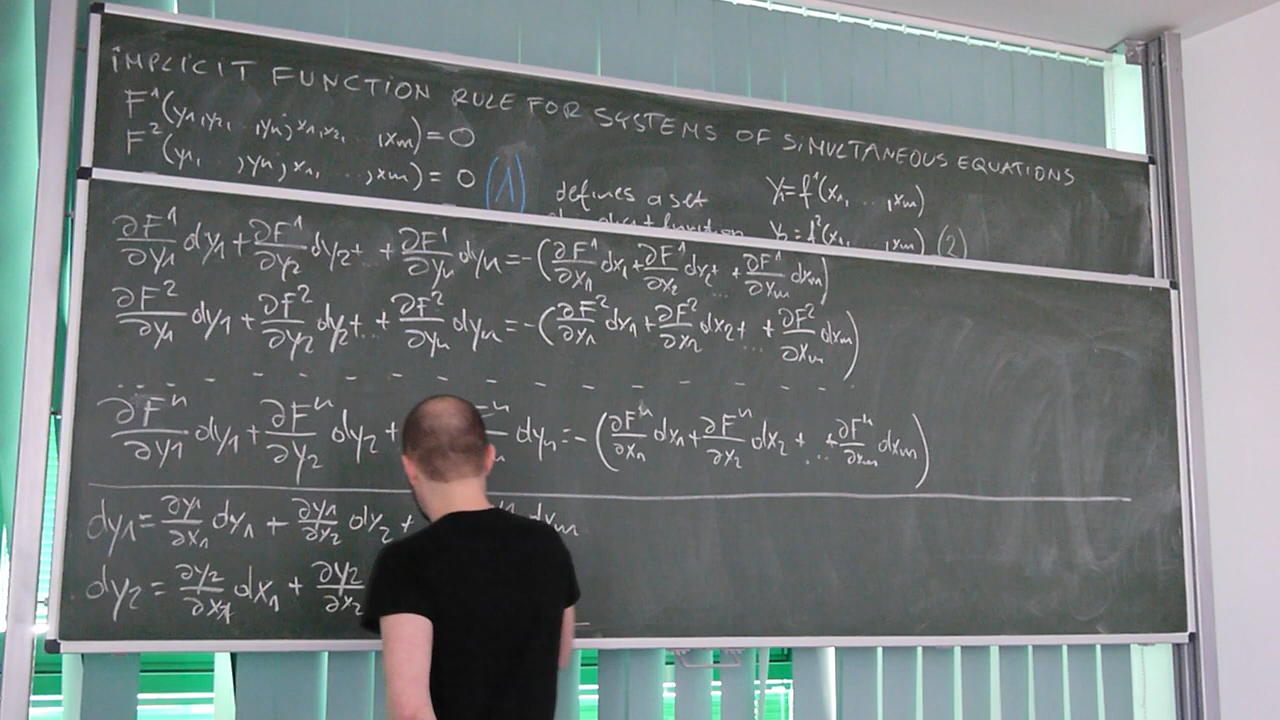 IMPLICIT FUNCTION RULE FOR SYSTEMS OF SIMULTANEOUS EQUATIONS
F¹(y₁,y₂, ,yₙ;x₁,x₂, ,xₘ)=0
F²(y₁, ,yₙ;x₁, . . ,xₘ)=0 (1)
defines a set
y₁=f¹(x₁, . . ,xₘ)
y₂=f²(x₁, . . ,xₘ) (2)
∂F¹/∂y₁ dy₁+∂F¹/∂y₂ dy₂+ . . +∂F¹/∂yₙ dyₙ=-(∂F¹/∂x₁ dx₁+∂F¹/∂x₂ dx₂+ .. +∂F¹/∂xₘ dxₘ)
∂F²/∂y₁ dy₁+∂F²/∂y₂ dy₂+ . . +∂F²/∂yₙ dyₙ=-(∂F²/∂x₁ dx₁+∂F²/∂x₂ dx₂+ ... +∂F²/∂xₘ dxₘ)
∂Fⁿ/∂y₁ dy₁+∂Fⁿ/∂y₂ dy₂+ dyₙ=-(∂Fⁿ/∂x₁ dx₁+∂Fⁿ/∂y₂ dx₂+ ... +∂Fⁿ/∂xₘ dxₘ)
dy₁=∂y₁/∂x₁ dy₁+∂y₁/∂y₂ dy₂+ dxₘ
dy₂=∂y₂/∂x₁ dx₁+∂y₂/∂x₂